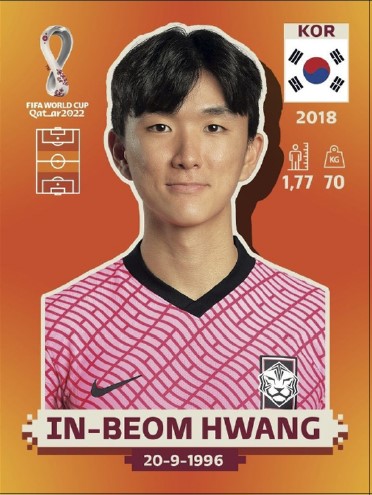 KOR
FIFA WORLD CUP
Qatar2022
2018
KG
1,77 70
IN-BEOM HWANG
20-9-1996